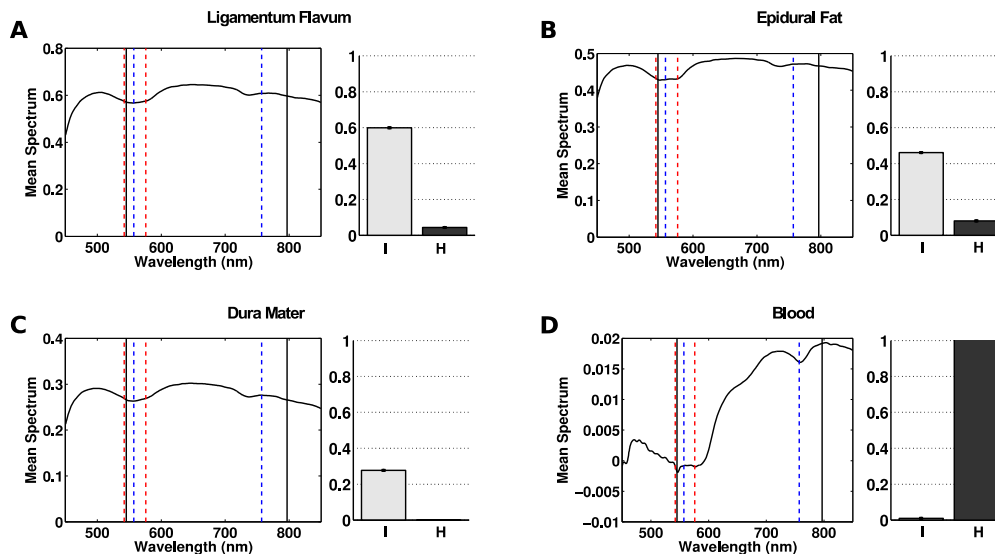 A
Ligamentum Flavum
Mean Spectrum
0.8
0.6
0.4
0.2
0
500 600 700 800
Wavelength (nm)
1
0.8
0.6
0.4
0.2
0
I H
B
Epidural Fat
Mean Spectrum
0.5
0.4
0.3
0.2
0.1
0
500 600 700 800
Wavelength (nm)
1
0.8
0.6
0.4
0.2
0
I H
C
Dura Mater
Mean Spectrum
0.4
0.3
0.2
0.1
0
500 600 700 800
Wavelength (nm)
1
0.8
0.6
0.4
0.2
0
I H
D
Blood
Mean Spectrum
0.02
0.015
0.01
0.005
0
−0.005
−0.01
500 600 700 800
Wavelength (nm)
1
0.8
0.6
0.4
0.2
0
I H